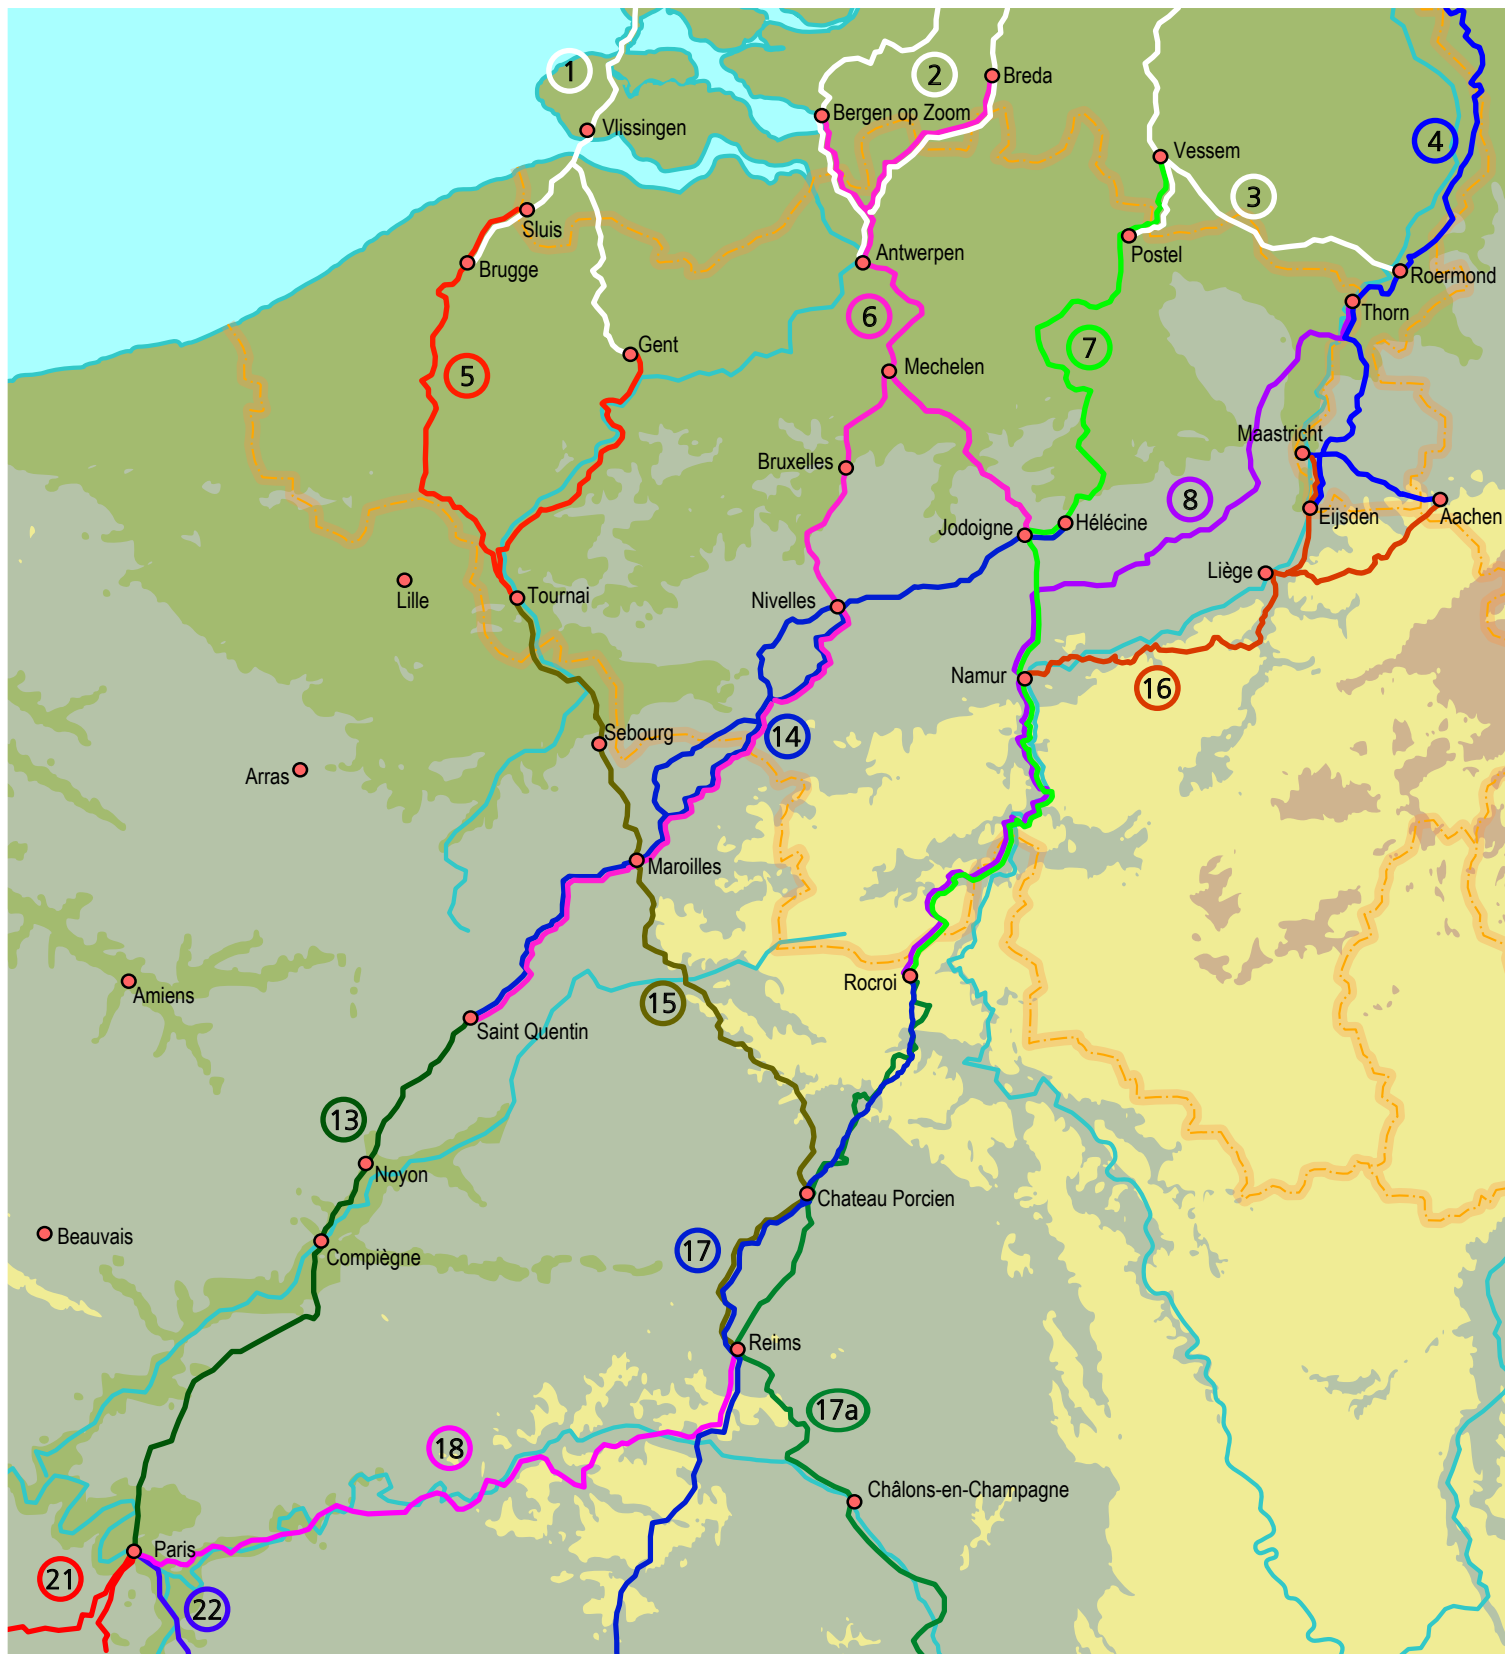 1
2
Breda
Bergen op Zoom
Vlissingen
4
Vessem
3
Sluis
Antwerpen
Postel
Brugge
Roermond
Thorn
6
Gent
7
5
Mechelen
Maastricht
Bruxelles
8
Jodoigne
Hélécine
Eijsden
Aachen
Liège
Lille
Tournai
Nivelles
Namur
16
Sebourg
14
Arras
Maroilles
Amiens
Rocroi
15
Saint Quentin
13
Noyon
Chateau Porcien
Beauvais
Compiègne
17
Reims
17a
18
Châlons-en-Champagne
Paris
21
22